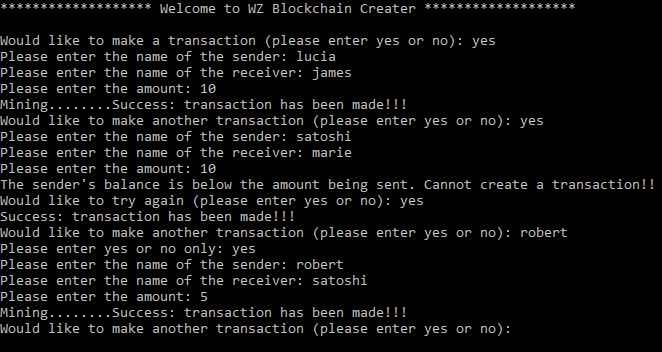 ******************* Welcome to WZ Blockchain Creater *******************
Would like to make a transaction (please enter yes or no): yes
Please enter the name of the sender: lucia
Please enter the name of the receiver: james
Please enter the amount: 10
Mining........Success: transaction has been made!!!
Would like to make another transaction (please enter yes or no): yes
Please enter the name of the sender: satoshi
Please enter the name of the receiver: marie
Please enter the amount: 10
The sender's balance is below the amount being sent. Cannot create a transaction!!
Would like to try again (please enter yes or no): yes
Success: transaction has been made!!!
Would like to make another transaction (please enter yes or no): robert
Please enter yes or no only: yes
Please enter the name of the sender: robert
Please enter the name of the receiver: satoshi
Please enter the amount: 5
Mining........Success: transaction has been made!!!
Would like to make another transaction (please enter yes or no):